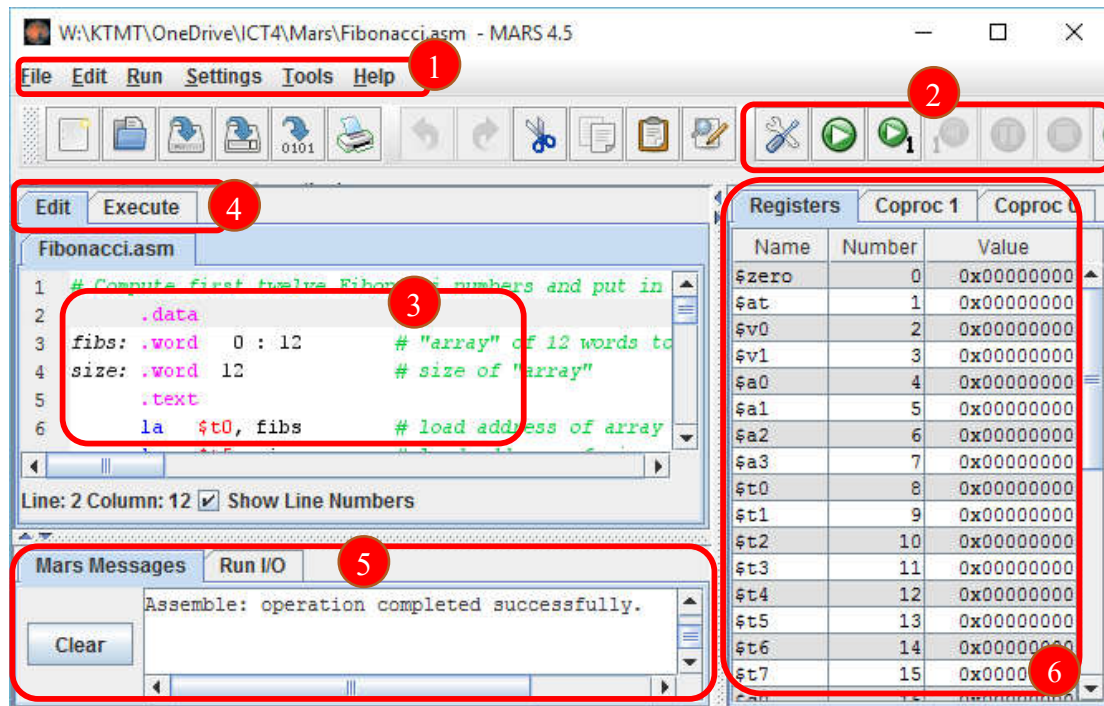 W:\KTMT\OneDrive\ICT4\Mars\Fibonacci.asm - MARS 4.5
File Edit Run Settings Tools Help
1
2
0101
1
1
Edit Execute
4
Fibonacci.asm
1 # Compute first twelve numbers and put in
2 .data
3
3 fibs: .word 0 : 12 # "array" of 12 words to
4 size: .word 12 # size of "array"
5 .text
6 la $t0, fibs # load address of array
Line: 2 Column: 12 Show Line Numbers
Mars Messages Run I/O
5
Assemble: operation completed successfully.
Clear
Registers Coproc 1 Coproc
Name Number Value
$zero 0 0x00000000
$at 1 0x00000000
$v0 2 0x00000000
$v1 3 0x00000000
$a0 4 0x00000000
$a1 5 0x00000000
$a2 6 0x00000000
$a3 7 0x00000000
$t0 8 0x00000000
$t1 9 0x00000000
$t2 10 0x00000000
$t3 11 0x00000000
$t4 12 0x00000000
$t5 13 0x00000000
$t6 14
$t7 15
6